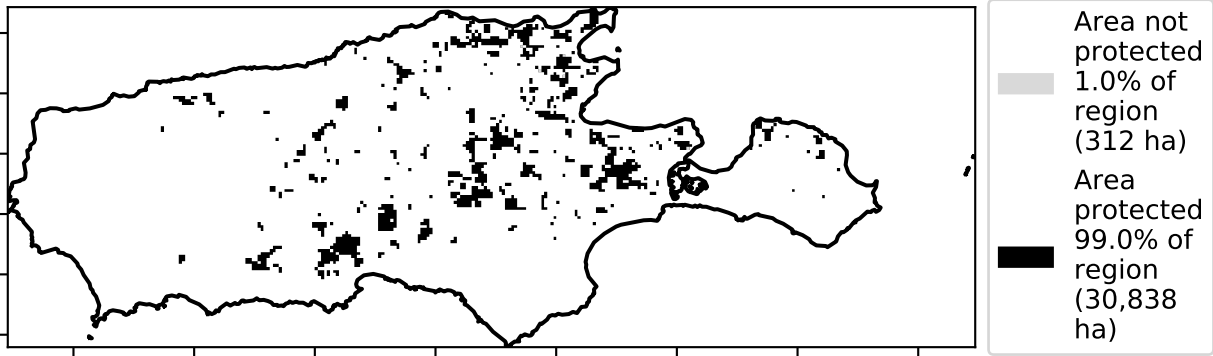 Area not
protected
1.0% of
region
(312 ha)
Area
protected
99.0% of
region
(30,838
ha)